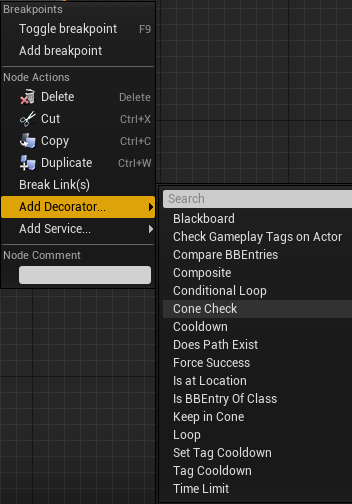 Breakpoints
Toggle breakpoint F9
Add breakpoint
Node Actions
Delete Delete
Cut Ctrl+X
Copy Ctrl+C
Duplicate Ctrl+W
Break Link(s)
Add Decorator...
Add Service...
Node Comment
Search
Blackboard
Check Gameplay Tags on Actor
Compare BBEntries
Composite
Conditional Loop
Cone Check
Cooldown
Does Path Exist
Force Success
Is at Location
Is BBEntry Of Class
Keep in Cone
Loop
Set Tag Cooldown
Tag Cooldown
Time Limit